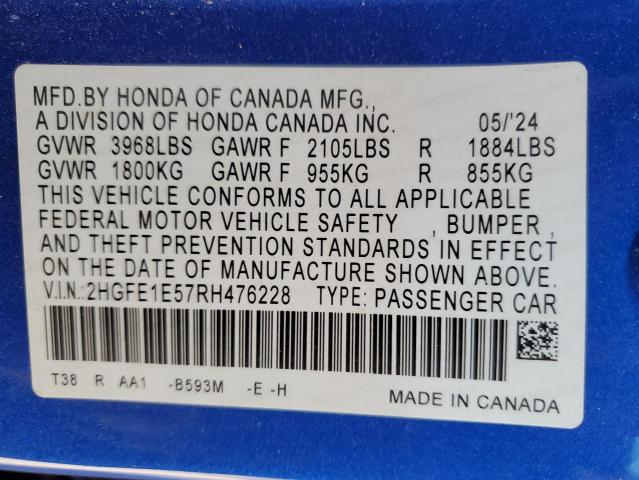 MFD.BY HONDA OF CANADA MFG.,
A DIVISION OF HONDA CANADA INC. 05/'24
GVWR 3968LBS GAWR F 2105LBS R 1884LBS
GVWR 1800KG GAWR F 955KG R 855KG
THIS VEHICLE CONFORMS TO ALL APPLICABLE
FEDERAL MOTOR VEHICLE SAFETY , BUMPER ,
AND THEFT PREVENTION STANDARDS IN EFFECT
ON THE DATE OF MANUFACTURE SHOWN ABOVE.
V.I.N.:2HGFE1E57RH476228 TYPE: PASSENGER CAR
T38 R AA1 -B593M -E -H
MADE IN CANADA